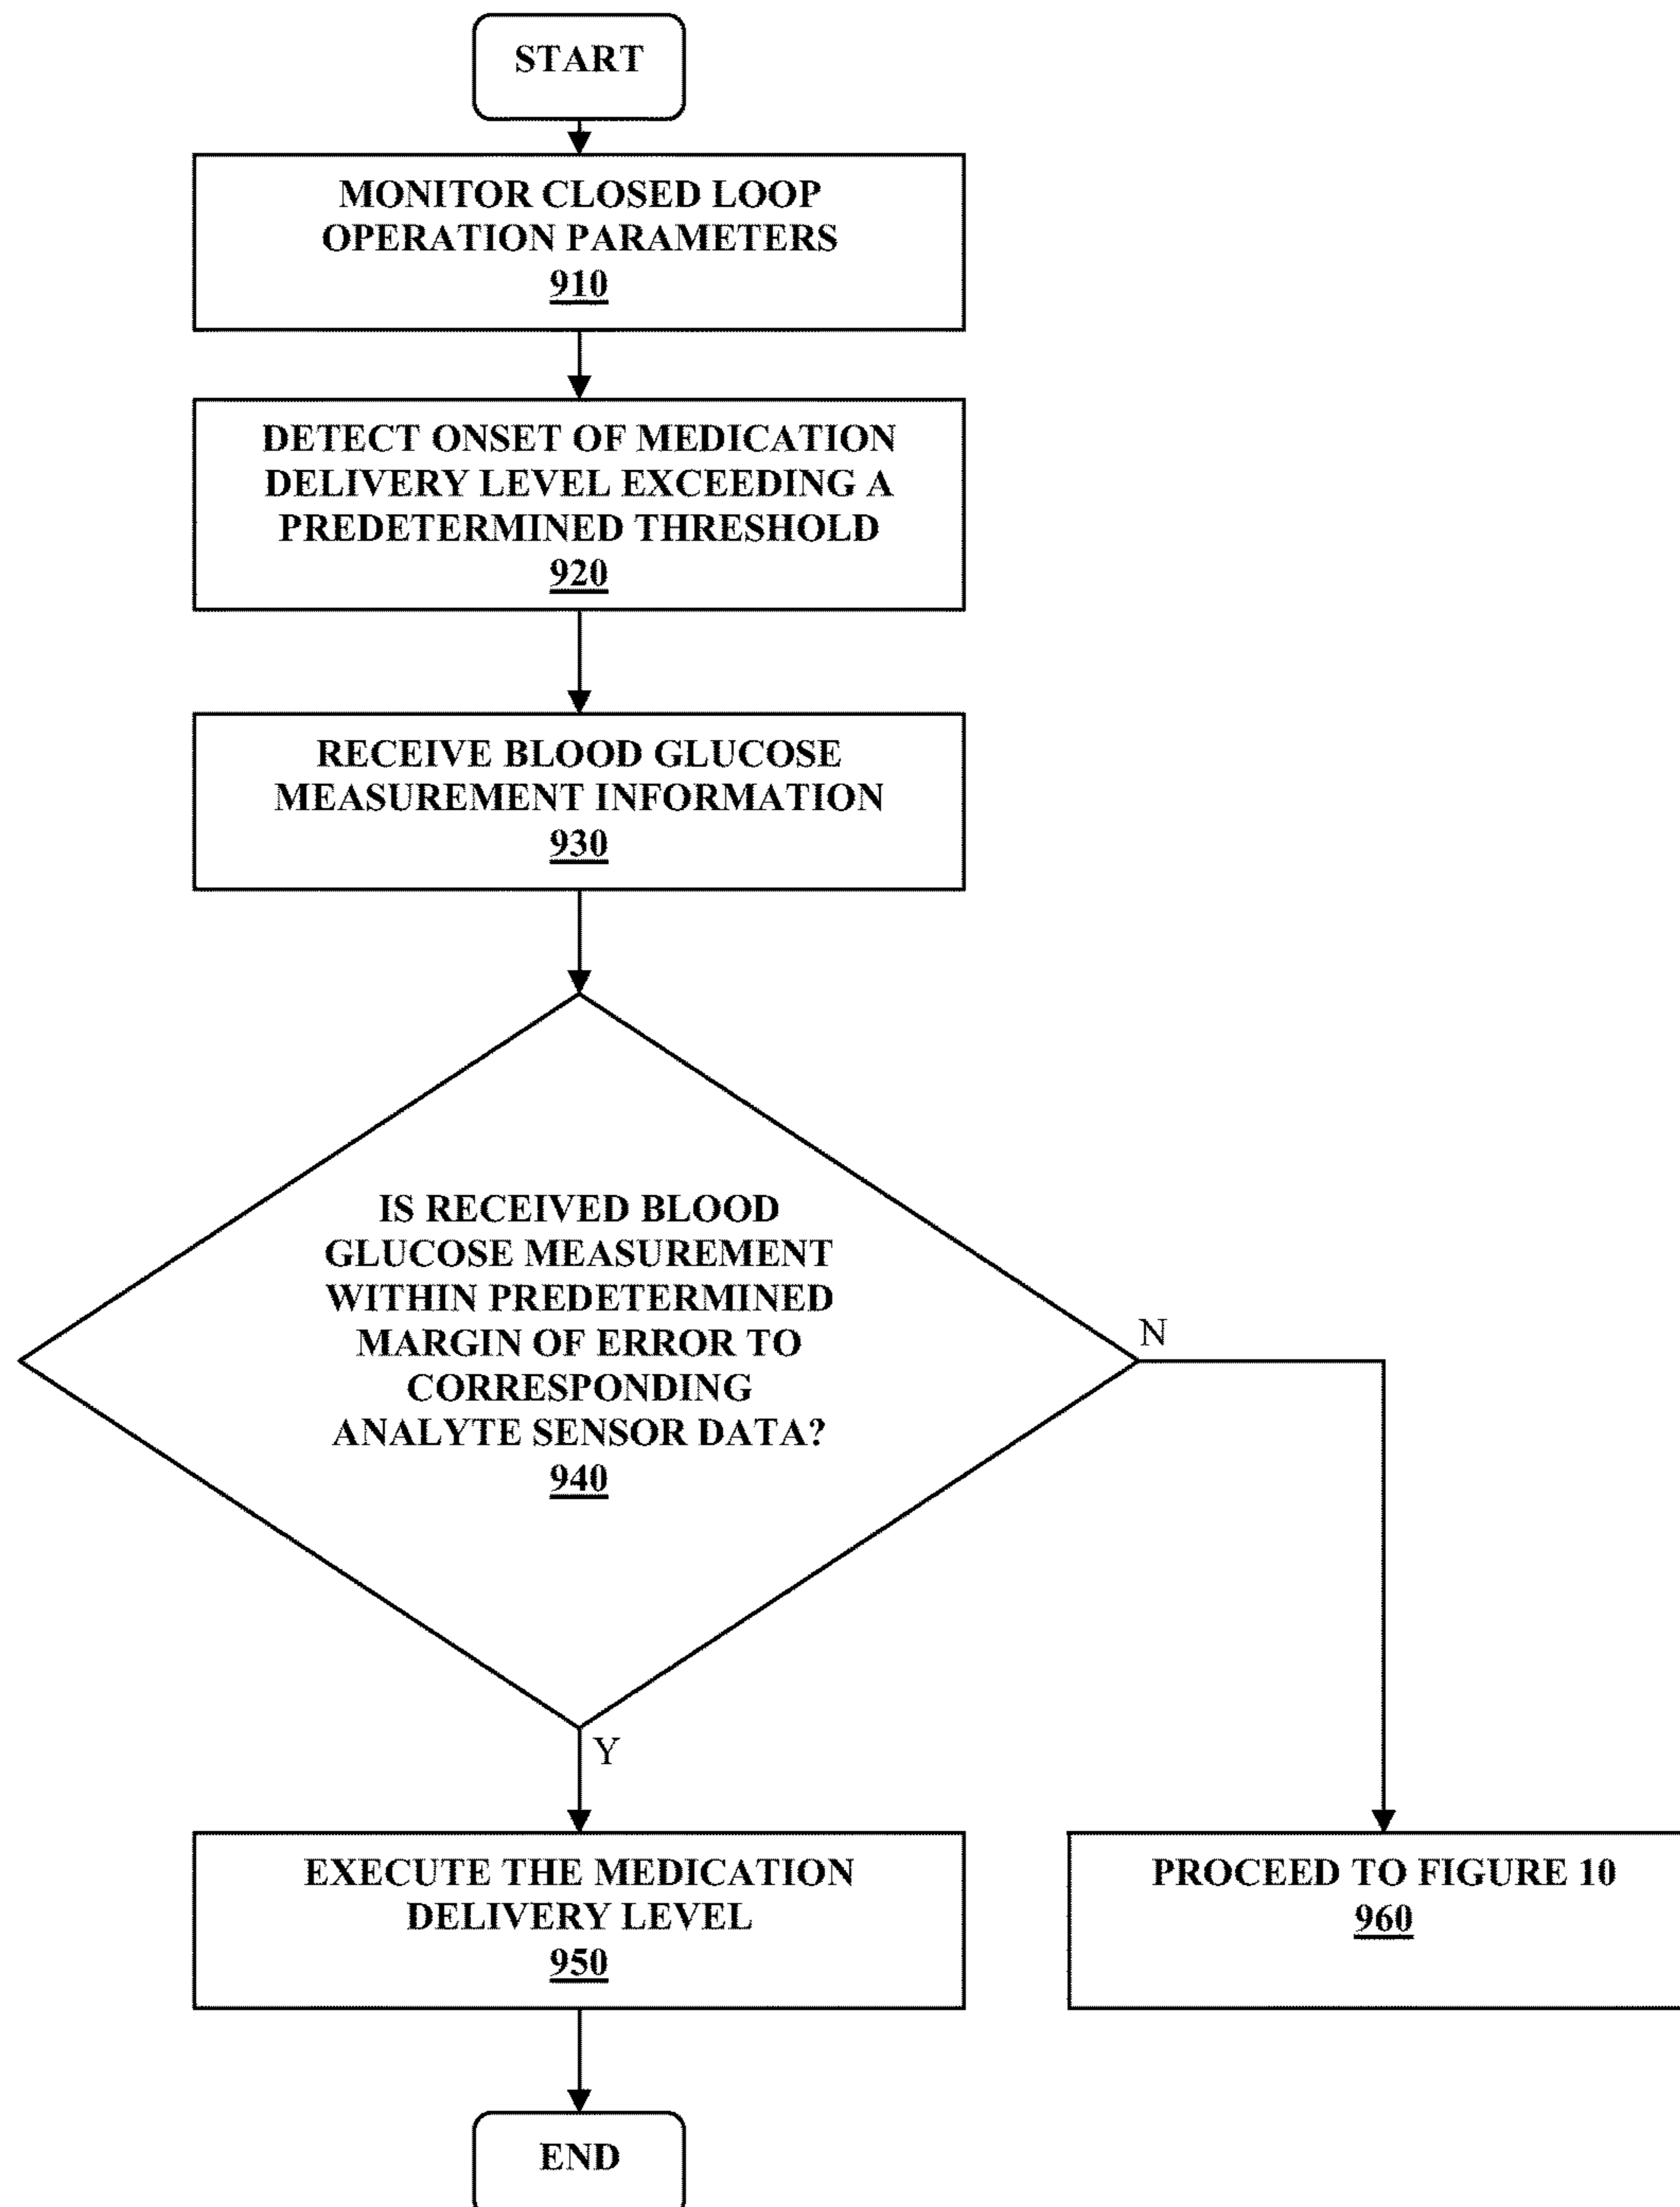 START
MONITOR CLOSED LOOP
OPERATION PARAMETERS
910
DETECT ONSET OF MEDICATION
DELIVERY LEVEL EXCEEDING A
PREDETERMINED THRESHOLD
920
RECEIVE BLOOD GLUCOSE
MEASUREMENT INFORMATION
930
IS RECEIVED BLOOD
GLUCOSE MEASUREMENT
WITHIN PREDETERMINED
MARGIN OF ERROR TO
CORRESPONDING
ANALYTE SENSOR DATA?
940
N
Y
EXECUTE THE MEDICATION
DELIVERY LEVEL
950
PROCEED TO FIGURE 10
960
END